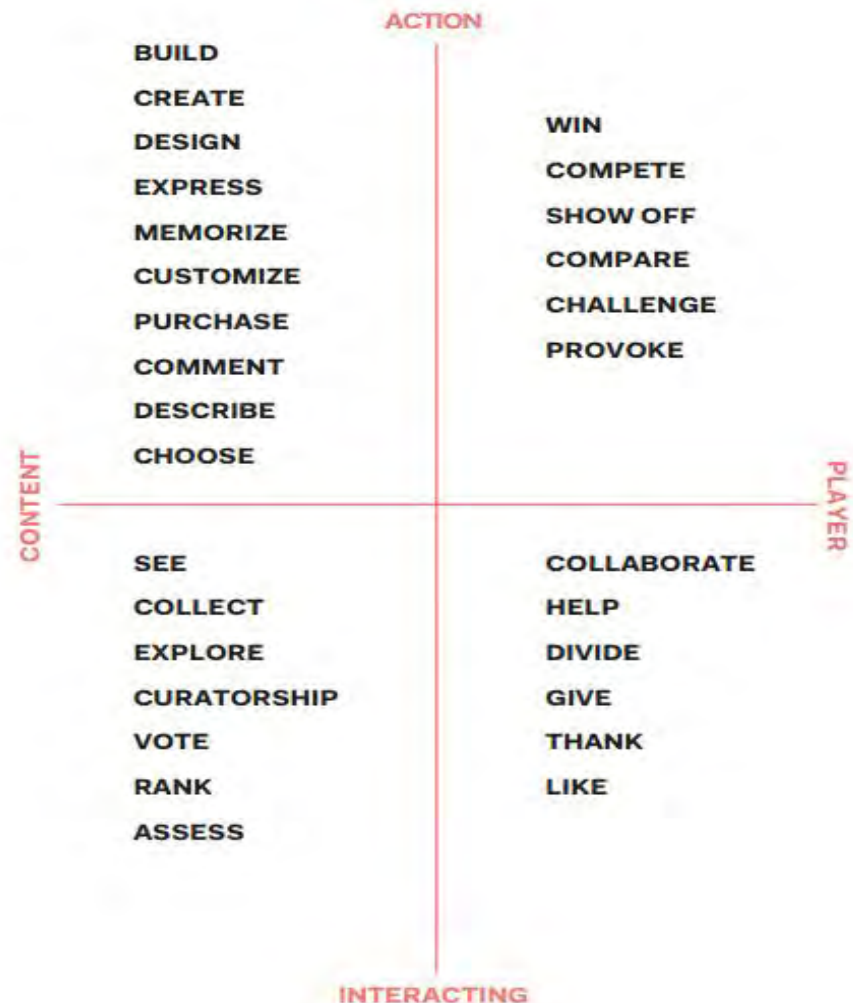 ACTION
BUILD
CREATE
DESIGN
EXPRESS
MEMORIZE
CUSTOMIZE
PURCHASE
COMMENT
DESCRIBE
CHOOSE
WIN
COMPETE
SHOW OFF
COMPARE
CHALLENGE
PROVOKE
CONTENT
PLAYER
SEE
COLLECT
EXPLORE
CURATORSHIP
VOTE
RANK
ASSESS
COLLABORATE
HELP
DIVIDE
GIVE
THANK
LIKE
INTERACTING